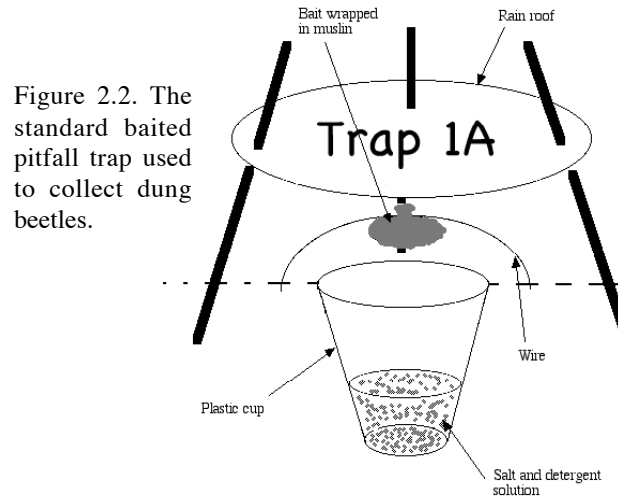 Figure 2.2. The
standard baited
pitfall trap used
to collect dung
beetles.
Bait wrapped
in muslin
Rain roof
Trap 1A
Wire
Plastic cup
Salt and detergent
solution